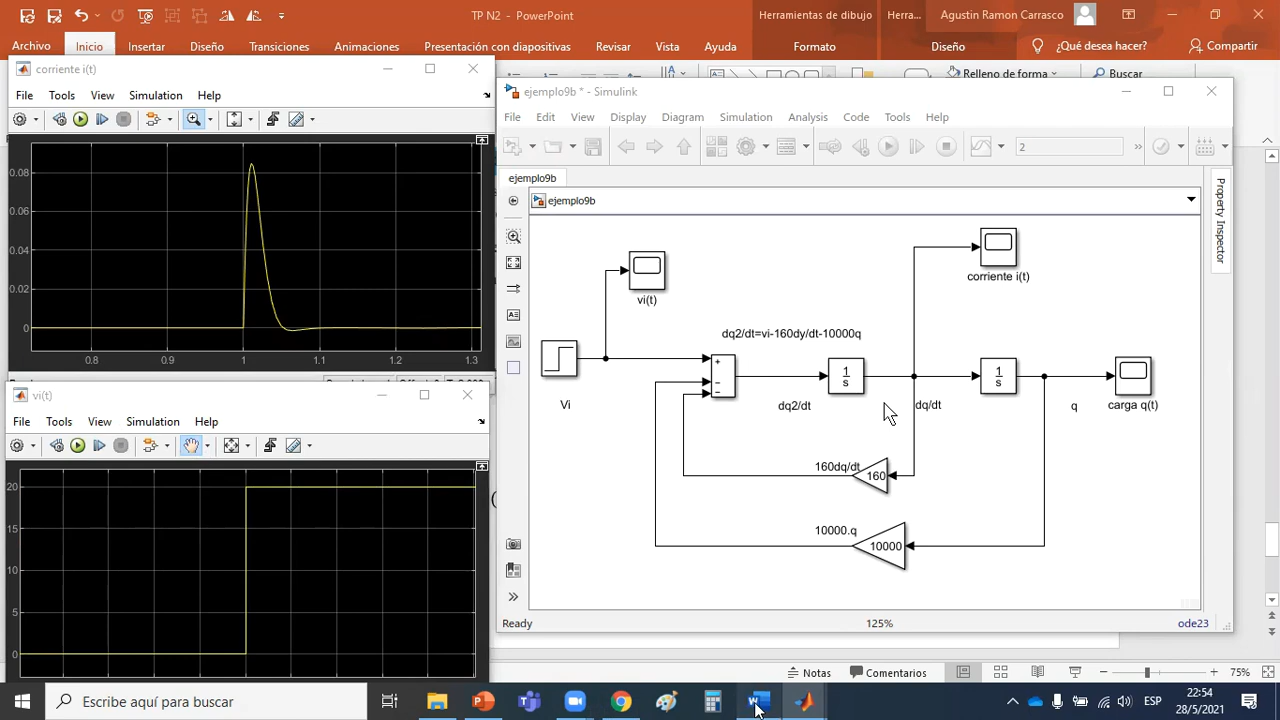 TP N2 - PowerPoint
Herramientas de dibujo
Herra...
Agustin Ramon Carrasco
Archivo
Inicio
Insertar
Diseño
Transiciones
Animaciones
Presentación con diapositivas
Revisar
Vista
Ayuda
Formato
Diseño
¿Qué desea hacer?
Compartir
Relleno de forma
Buscar
corriente i(t)
File Tools View Simulation Help
0.08
0.06
0.04
0.02
0
0.8 0.9 1 1.1 1.2 1.3
vi(t)
File Tools View Simulation Help
20
15
10
5
0
ejemplo9b * - Simulink
File Edit View Display Diagram Simulation Analysis Code Tools Help
2
ejemplo9b
ejemplo9b
Property Inspector
vi(t)
corriente i(t)
dq2/dt=vi-160dy/dt-10000q
+
−
−
1
s
1
s
Vi
dq2/dt
dq/dt
q
carga q(t)
160dq/dt
160
10000.q
10000
Ready
125%
ode23
Notas
Comentarios
75%
Escribe aquí para buscar
ESP
22:54
28/5/2021